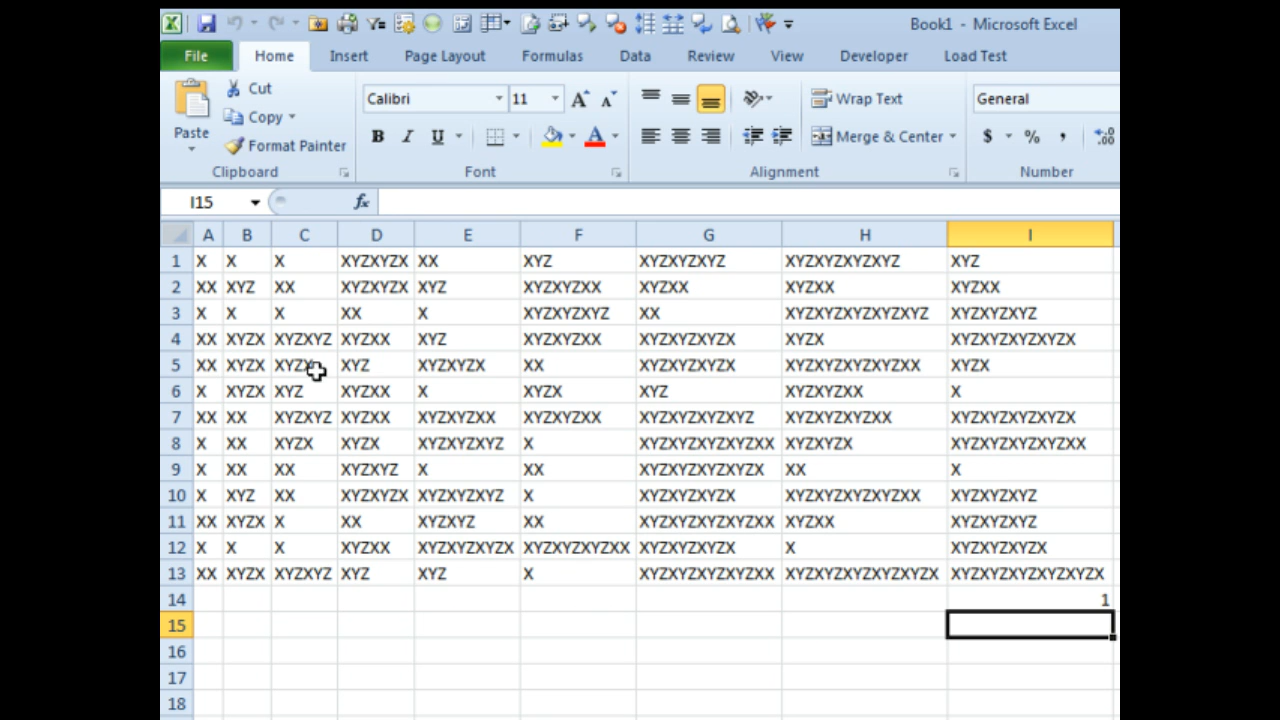 Book1 - Microsoft Excel
File Home Insert Page Layout Formulas Data Review View Developer Load Test
Paste
Cut
Copy
Format Painter
Calibri 11
B I U
Wrap Text
Merge & Center
General
$ % ,
Clipboard Font Alignment Number
I15 fx
A B C D E F G H I
1 X X X XYZXYZX XX XYZ XYZXYZXYZ XYZXYZXYZXYZ XYZ
2 XX XYZ XX XYZXYZX XYZ XYZXYZXX XYZXX XYZXX XYZXX
3 X X X XX X XYZXYZXYZ XX XYZXYZXYZXYZXYZ XYZXYZXYZ
4 XX XYZX XYZXYZ XYZXX XYZ XYZXYZXX XYZXYZXYZX XYZX XYZXYZXYZXYZX
5 XX XYZX XYZX XYZ XYZXYZX XX XYZXYZXYZX XYZXYZXYZXYZXX XYZX
6 X XYZX XYZ XYZXX X XYZX XYZ XYZXYZXX X
7 XX XX XYZXYZ XYZXX XYZXYZXX XYZXYZXX XYZXYZXYZXYZ XYZXYZXYZXX XYZXYZXYZXYZX
8 X XX XYZX XYZX XYZXYZXYZ X XYZXYZXYZXYZXX XYZXYZX XYZXYZXYZXYZXX
9 X XX XX XYZXYZ X XX XYZXYZXYZXYZX XX X
10 X XYZ XX XYZXYZX XYZXYZXYZ X XYZXYZXYZX XYZXYZXYZXYZXX XYZXYZXYZ
11 XX XYZX X XX XYZXYZ XX XYZXYZXYZXYZXX XYZXX XYZXYZXYZ
12 X X X XYZXX XYZXYZXYZX XYZXYZXYZXX XYZXYZXYZX X XYZXYZXYZX
13 XX XYZX XYZXYZ XYZ XYZ X XYZXYZXYZXYZXX XYZXYZXYZXYZXYZX XYZXYZXYZXYZXYZX
14 1
15
16
17
18